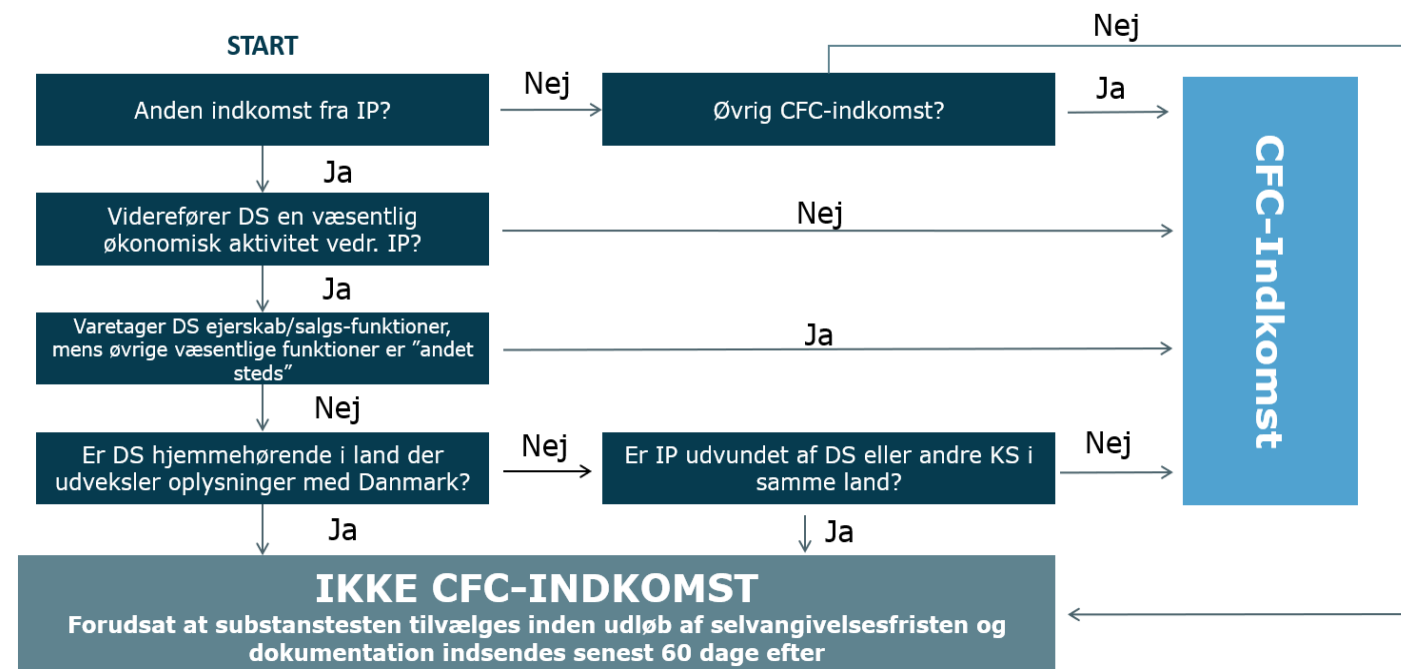 START
Nej
Anden indkomst fra IP?
Nej
Øvrig CFC-indkomst?
Ja
Ja
Viderefører DS en væsentlig
økonomisk aktivitet vedr. IP?
Nej
Ja
Varetager DS ejerskab/salgs-funktioner,
mens øvrige væsentlige funktioner er ”andet
steds”
Ja
Nej
Er DS hjemmehørende i land der
udveksler oplysninger med Danmark?
Nej
Er IP udvundet af DS eller andre KS i
samme land?
Nej
CFC-Indkomst
Ja
Ja
IKKE CFC-INDKOMST
Forudsat at substanstesten tilvælges inden udløb af selvangivelsesfristen og
dokumentation indsendes senest 60 dage efter